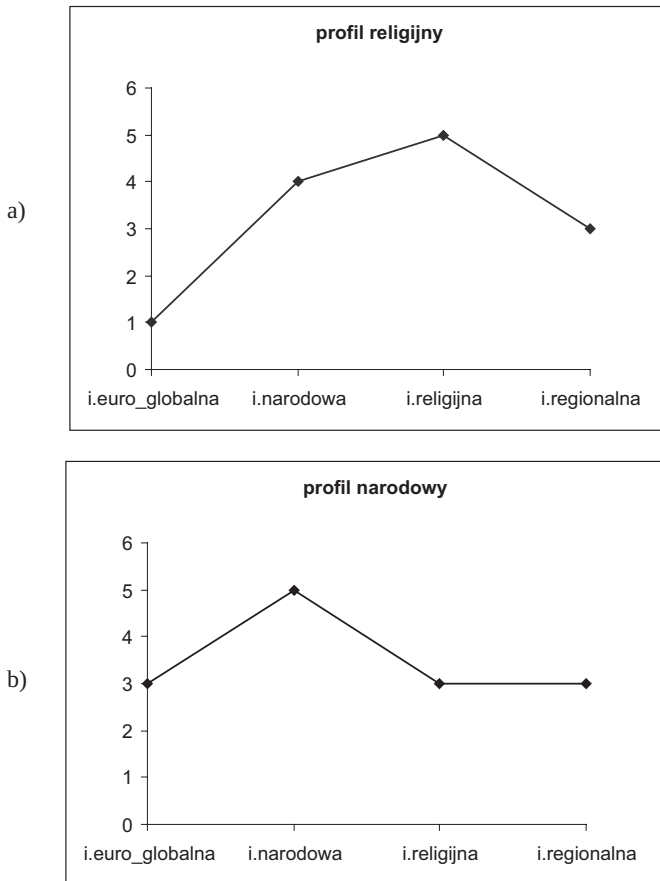 profil religijny
6
5
4
a)
3
2
1
0
i.euro_globalna i.narodowa i.religijna i.regionalna
profil narodowy
6
5
4
b)
3
2
1
0
i.euro_globalna i.narodowa i.religijna i.regionalna